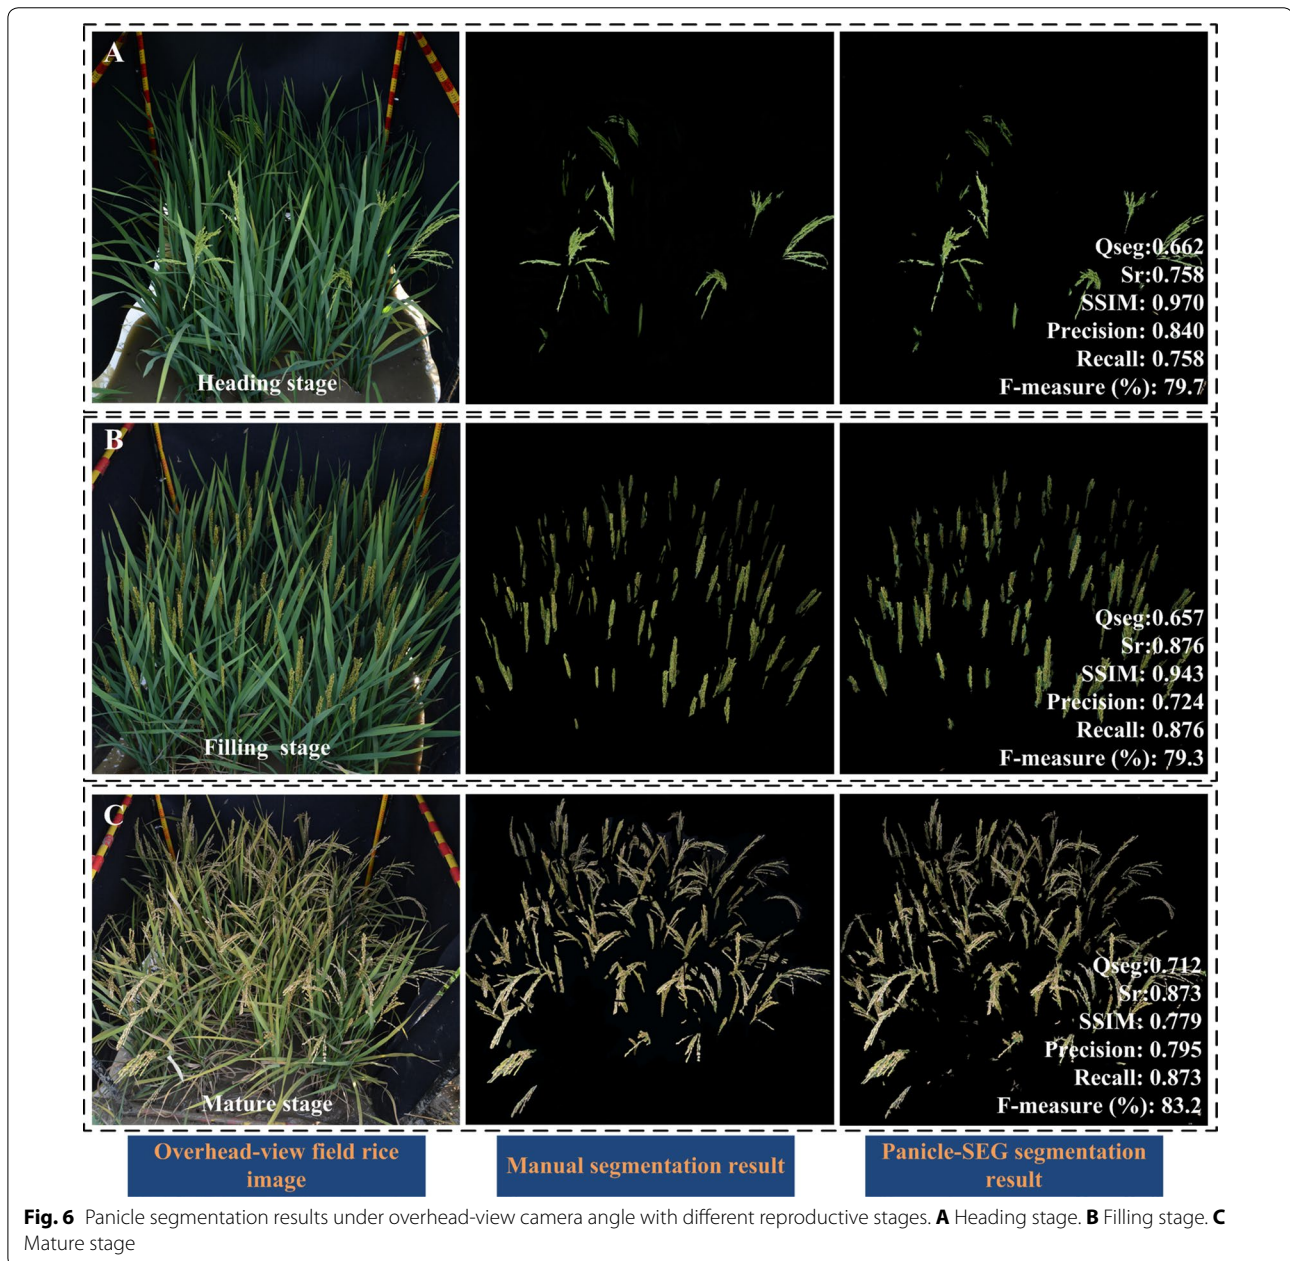 A
Heading stage
Qseg:0.662
Sr:0.758
SSIM: 0.970
Precision: 0.840
Recall: 0.758
F-measure (%): 79.7
B
Filling stage
Qseg:0.657
Sr:0.876
SSIM: 0.943
Precision: 0.724
Recall: 0.876
F-measure (%): 79.3
C
Mature stage
Qseg:0.712
Sr:0.873
SSIM: 0.779
Precision: 0.795
Recall: 0.873
F-measure (%): 83.2
Overhead-view field rice
image
Manual segmentation result
Panicle-SEG segmentation
result
Fig. 6 Panicle segmentation results under overhead-view camera angle with different reproductive stages. A Heading stage. B Filling stage. C
Mature stage